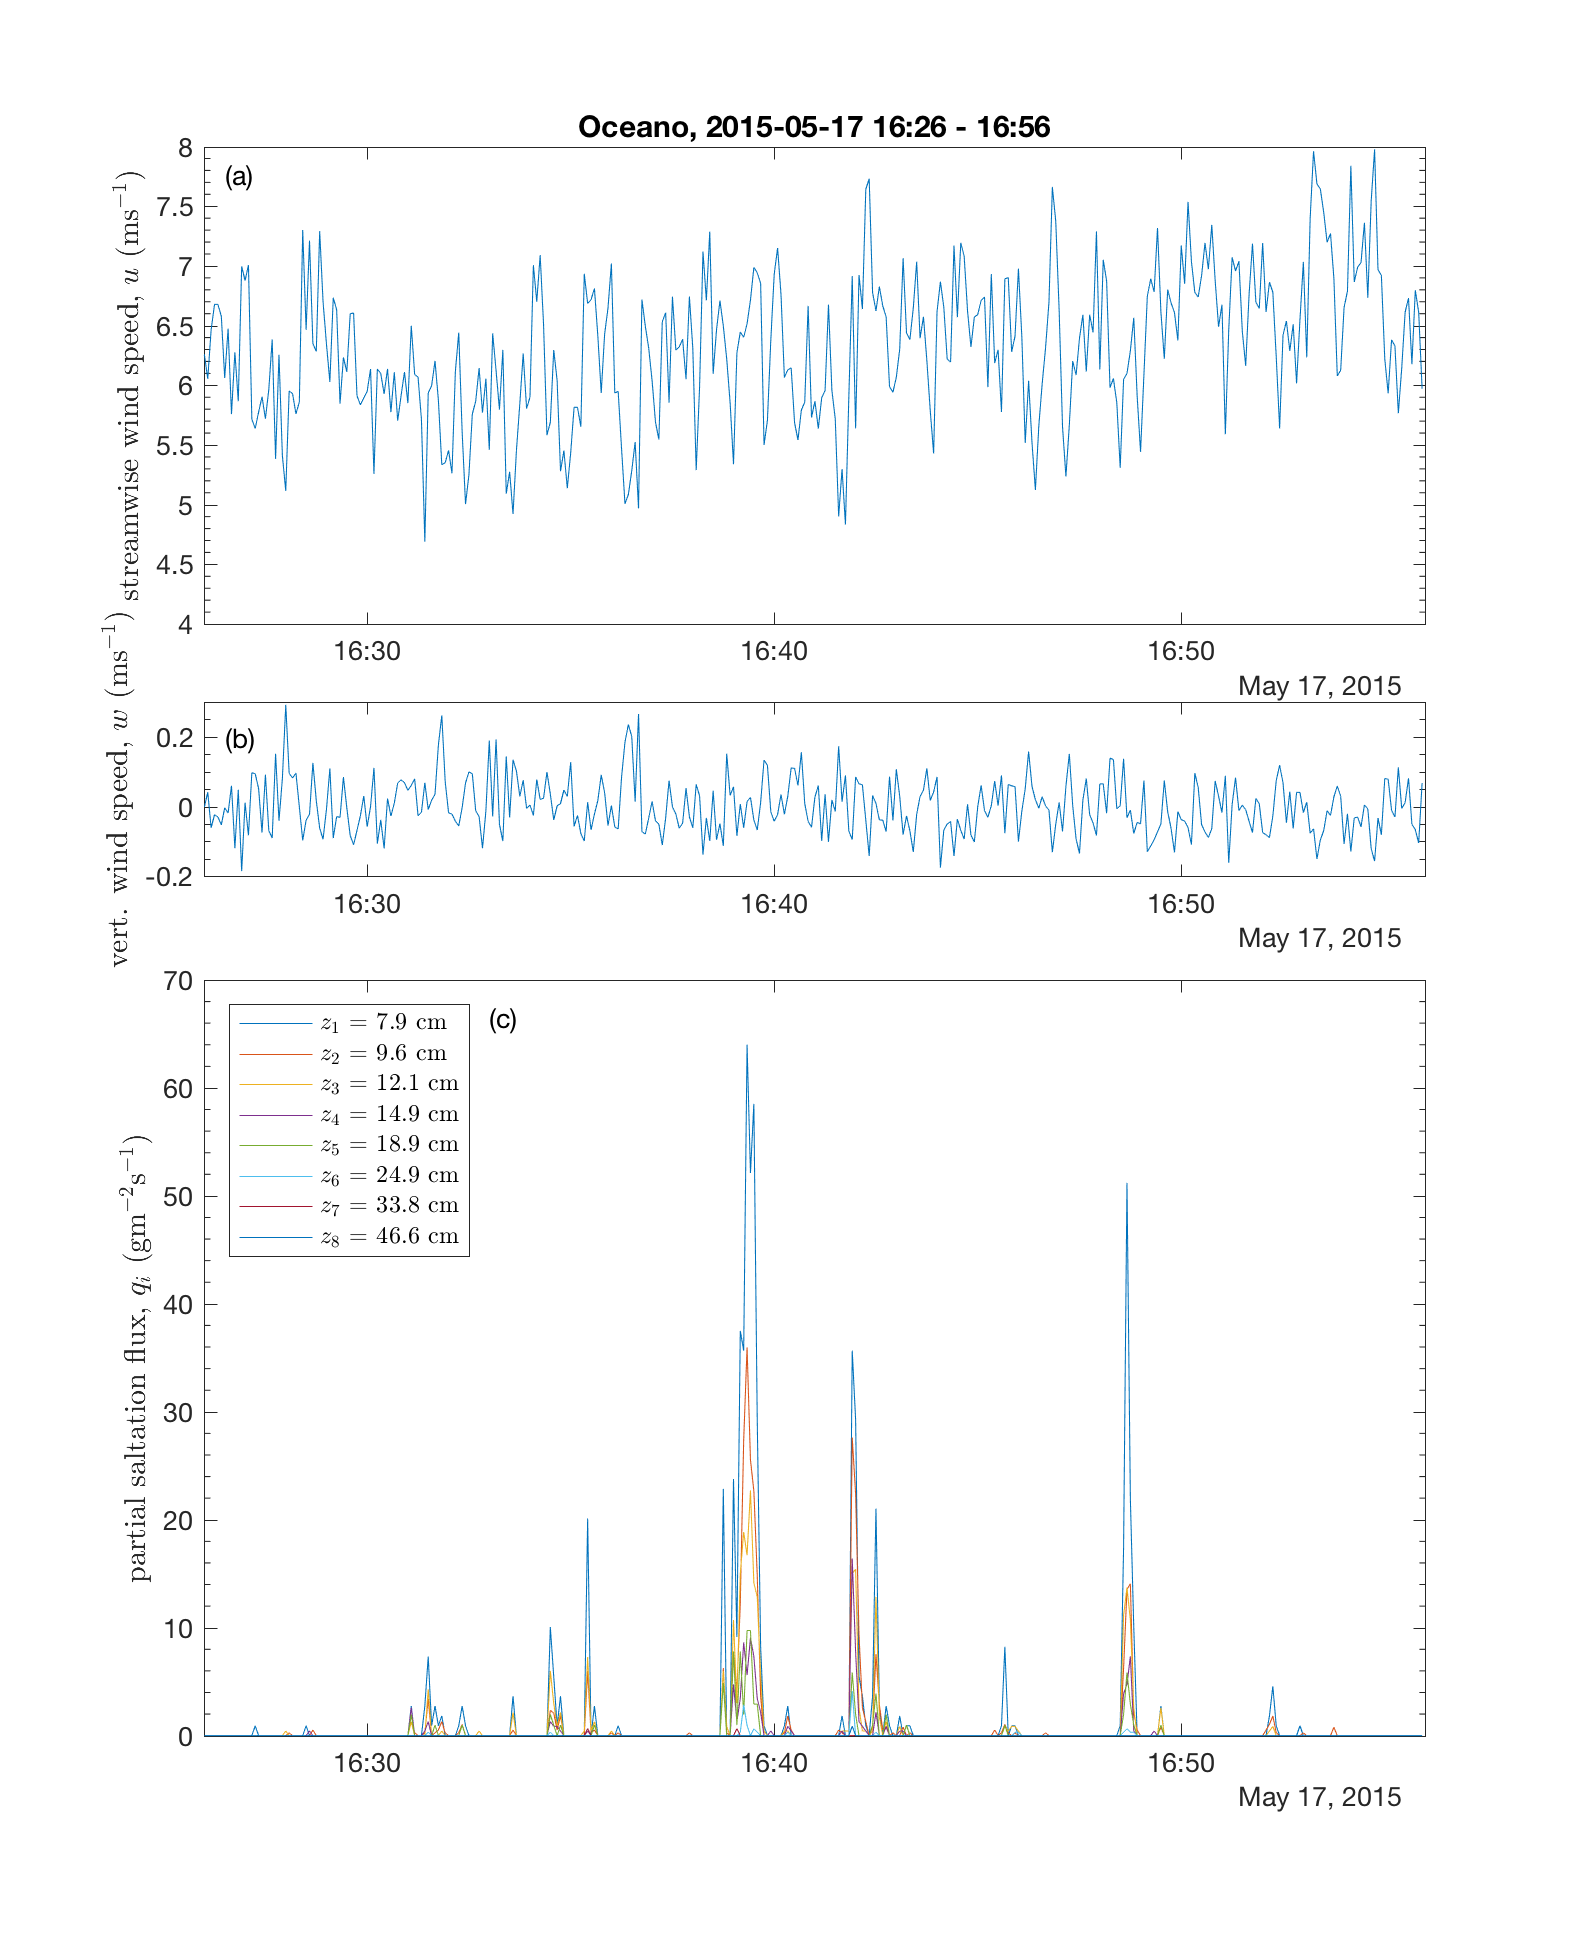 Oceano, 2015-05-17 16:26 - 16:56
(a)
streamwise wind speed, u (ms⁻¹)
8
7.5
7
6.5
6
5.5
5
4.5
4
16:30 16:40 16:50
May 17, 2015
(b)
vert. wind speed, w (ms⁻¹)
0.2
0
-0.2
16:30 16:40 16:50
May 17, 2015
(c)
partial saltation flux, qᵢ (gm⁻²s⁻¹)
70
60
50
40
30
20
10
0
z₁ = 7.9 cm
z₂ = 9.6 cm
z₃ = 12.1 cm
z₄ = 14.9 cm
z₅ = 18.9 cm
z₆ = 24.9 cm
z₇ = 33.8 cm
z₈ = 46.6 cm
16:30 16:40 16:50
May 17, 2015